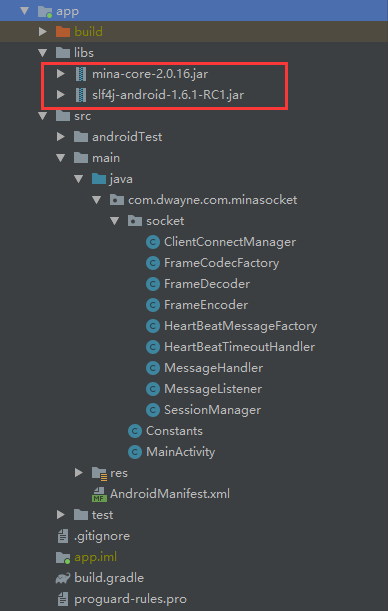 app
build
libs
mina-core-2.0.16.jar
slf4j-android-1.6.1-RC1.jar
src
androidTest
main
java
com.dwayne.com.minasocket
socket
ClientConnectManager
FrameCodecFactory
FrameDecoder
FrameEncoder
HeartBeatMessageFactory
HeartBeatTimeoutHandler
MessageHandler
MessageListener
SessionManager
Constants
MainActivity
res
AndroidManifest.xml
test
.gitignore
app.iml
build.gradle
proguard-rules.pro